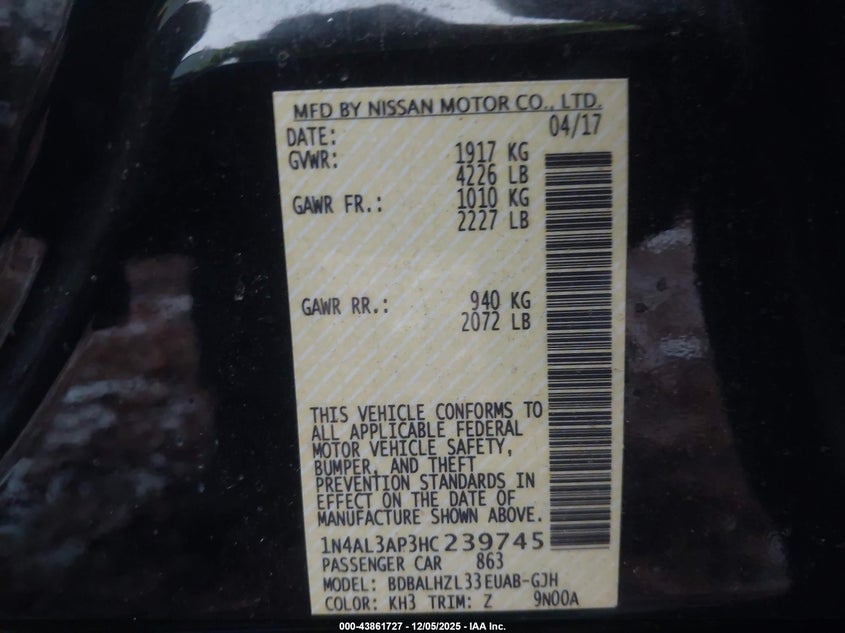 MFD BY NISSAN MOTOR CO., LTD.
DATE: 04/17
GVWR: 1917 KG
4226 LB
GAWR FR.: 1010 KG
2227 LB
GAWR RR.: 940 KG
2072 LB
THIS VEHICLE CONFORMS TO
ALL APPLICABLE FEDERAL
MOTOR VEHICLE SAFETY,
BUMPER, AND THEFT
PREVENTION STANDARDS IN
EFFECT ON THE DATE OF
MANUFACTURE SHOWN ABOVE.
1N4AL3AP3HC239745
PASSENGER CAR 863
MODEL: BDBALHZL33EUAB-GJH
COLOR: KH3 TRIM: Z 9N00A
000-43861727 - 12/05/2025 - IAA Inc.